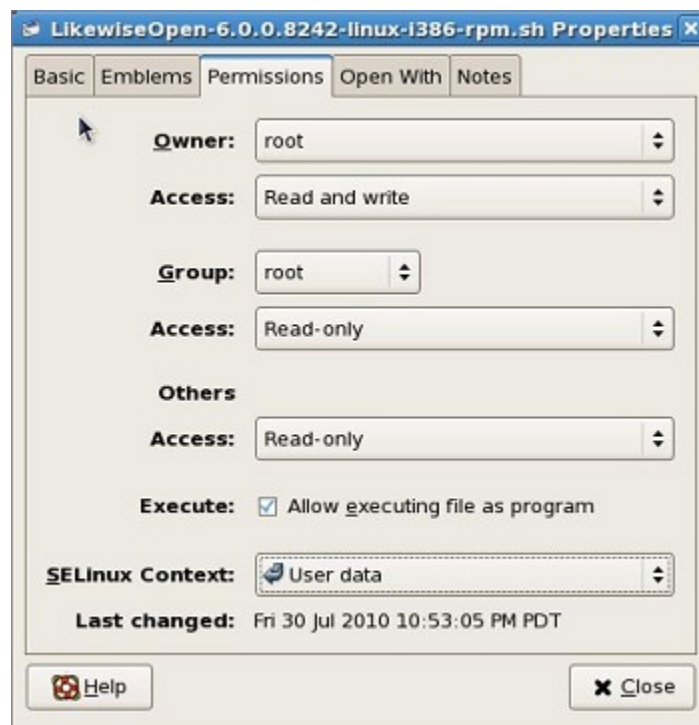 LikewiseOpen-6.0.0.8242-linux-i386-rpm.sh Properties
Basic Emblems Permissions Open With Notes
Owner: root
Access: Read and write
Group: root
Access: Read-only
Others
Access: Read-only
Execute: Allow executing file as program
SELinux Context: User data
Last changed: Fri 30 Jul 2010 10:53:05 PM PDT
Help Close